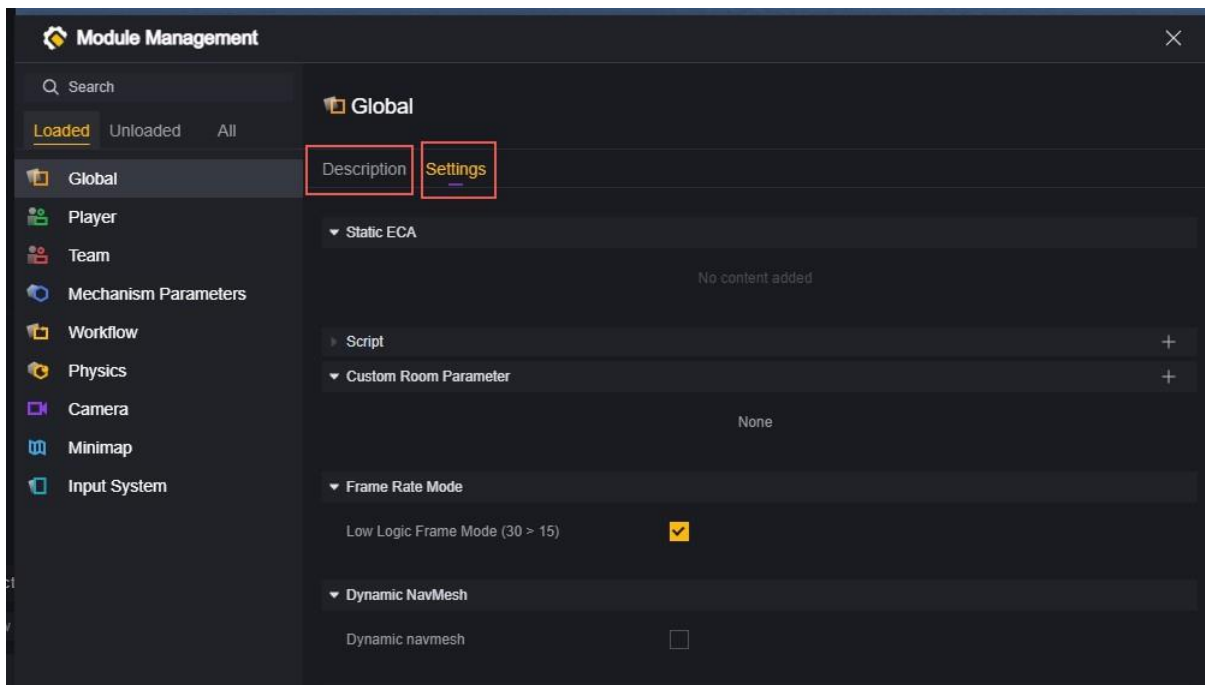 Module Management
Search
Loaded Unloaded All
Global
Player
Team
Mechanism Parameters
Workflow
Physics
Camera
Minimap
Input System
Global
Description Settings
Static ECA
No content added
Script
Custom Room Parameter
None
Frame Rate Mode
Low Logic Frame Mode (30 > 15)
Dynamic NavMesh
Dynamic navmesh